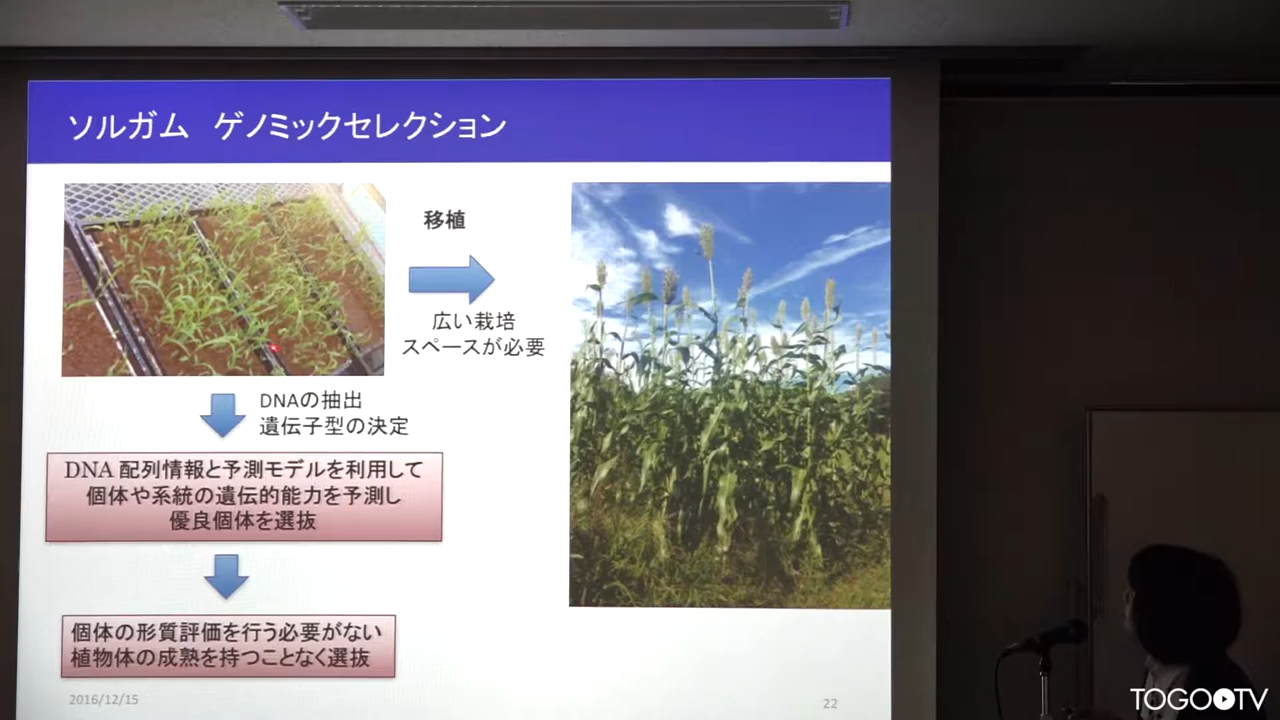 ソルガム　ゲノミックセレクション
移植
広い栽培
スペースが必要
DNAの抽出
遺伝子型の決定
DNA 配列情報と予測モデルを利用して
個体や系統の遺伝的能力を予測し
優良個体を選抜
個体の形質評価を行う必要がない
植物体の成熟を持つことなく選抜
2016/12/15
22
TOGOTV